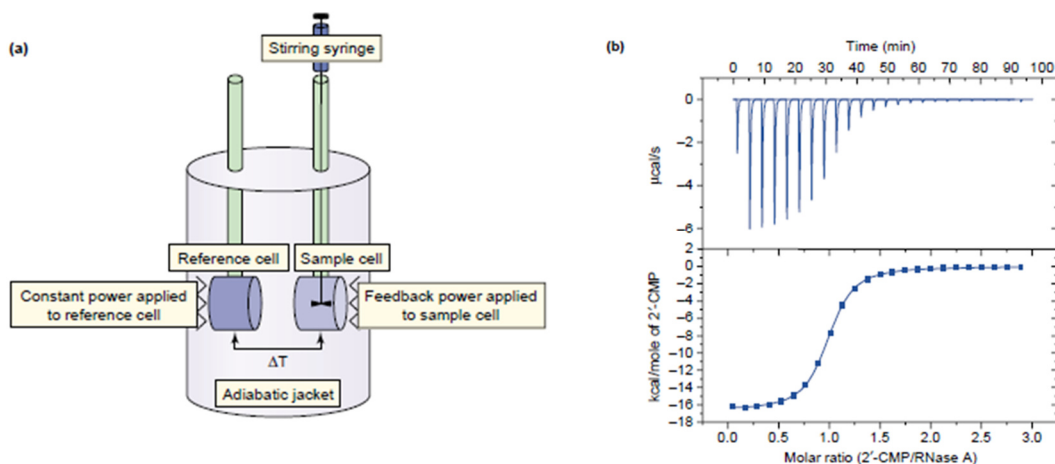 (a)
Stirring syringe
Reference cell
Sample cell
Constant power applied
to reference cell
Feedback power applied
to sample cell
ΔT
Adiabatic jacket
(b)
Time (min)
0 10 20 30 40 50 60 70 80 90 100
0
−2
−4
−6
µcal/s
2
0
−2
−4
−6
−8
−10
−12
−14
−16
−18
kcal/mole of 2′-CMP
0.0 0.5 1.0 1.5 2.0 2.5 3.0
Molar ratio (2′-CMP/RNase A)